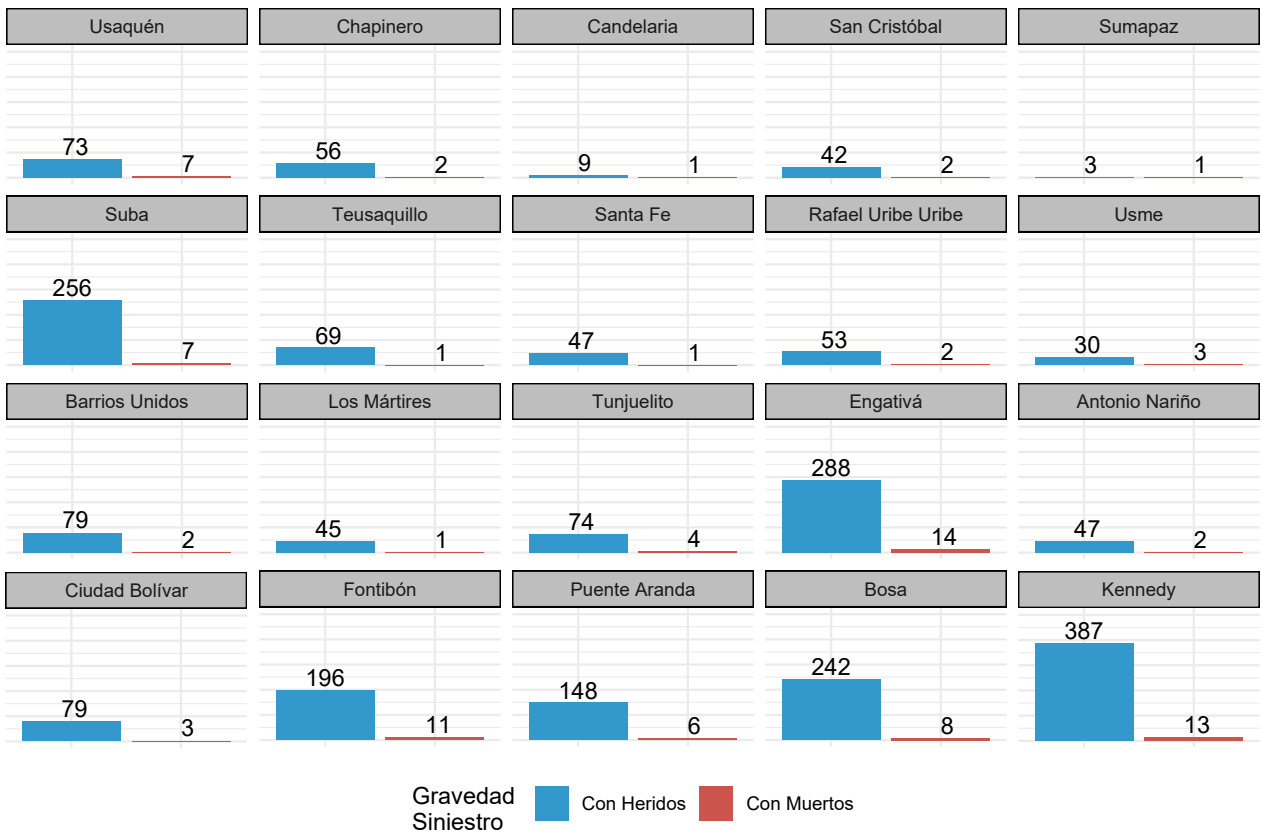 Usaquén
Chapinero
Candelaria
San Cristóbal
Sumapaz
73
7
56
2
9
1
42
2
3
1
Suba
Teusaquillo
Santa Fe
Rafael Uribe Uribe
Usme
256
7
69
1
47
1
53
2
30
3
Barrios Unidos
Los Mártires
Tunjuelito
Engativá
Antonio Nariño
79
2
45
1
74
4
288
14
47
2
Ciudad Bolívar
Fontibón
Puente Aranda
Bosa
Kennedy
79
3
196
11
148
6
242
8
387
13
Gravedad
Siniestro
Con Heridos
Con Muertos